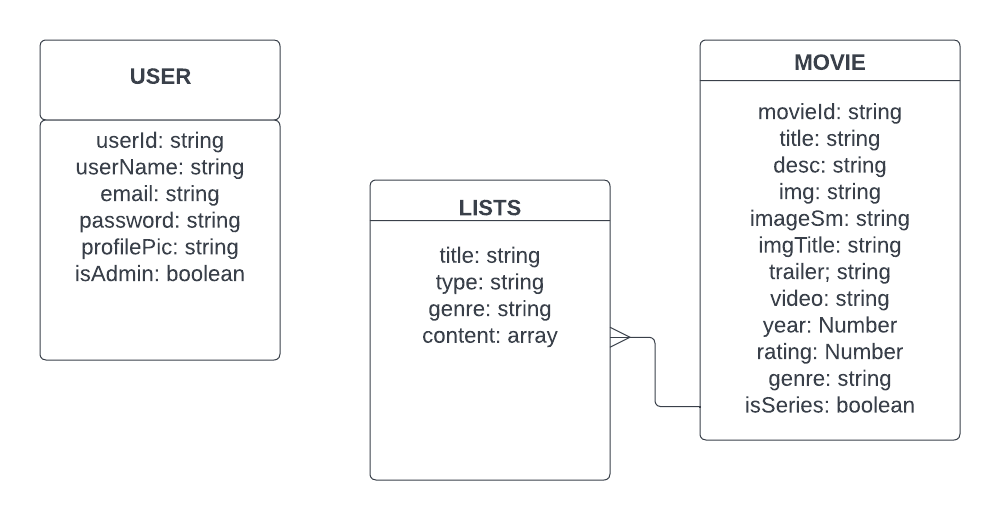 USER
userId: string
userName: string
email: string
password: string
profilePic: string
isAdmin: boolean
LISTS
title: string
type: string
genre: string
content: array
MOVIE
movieId: string
title: string
desc: string
img: string
imageSm: string
imgTitle: string
trailer; string
video: string
year: Number
rating: Number
genre: string
isSeries: boolean